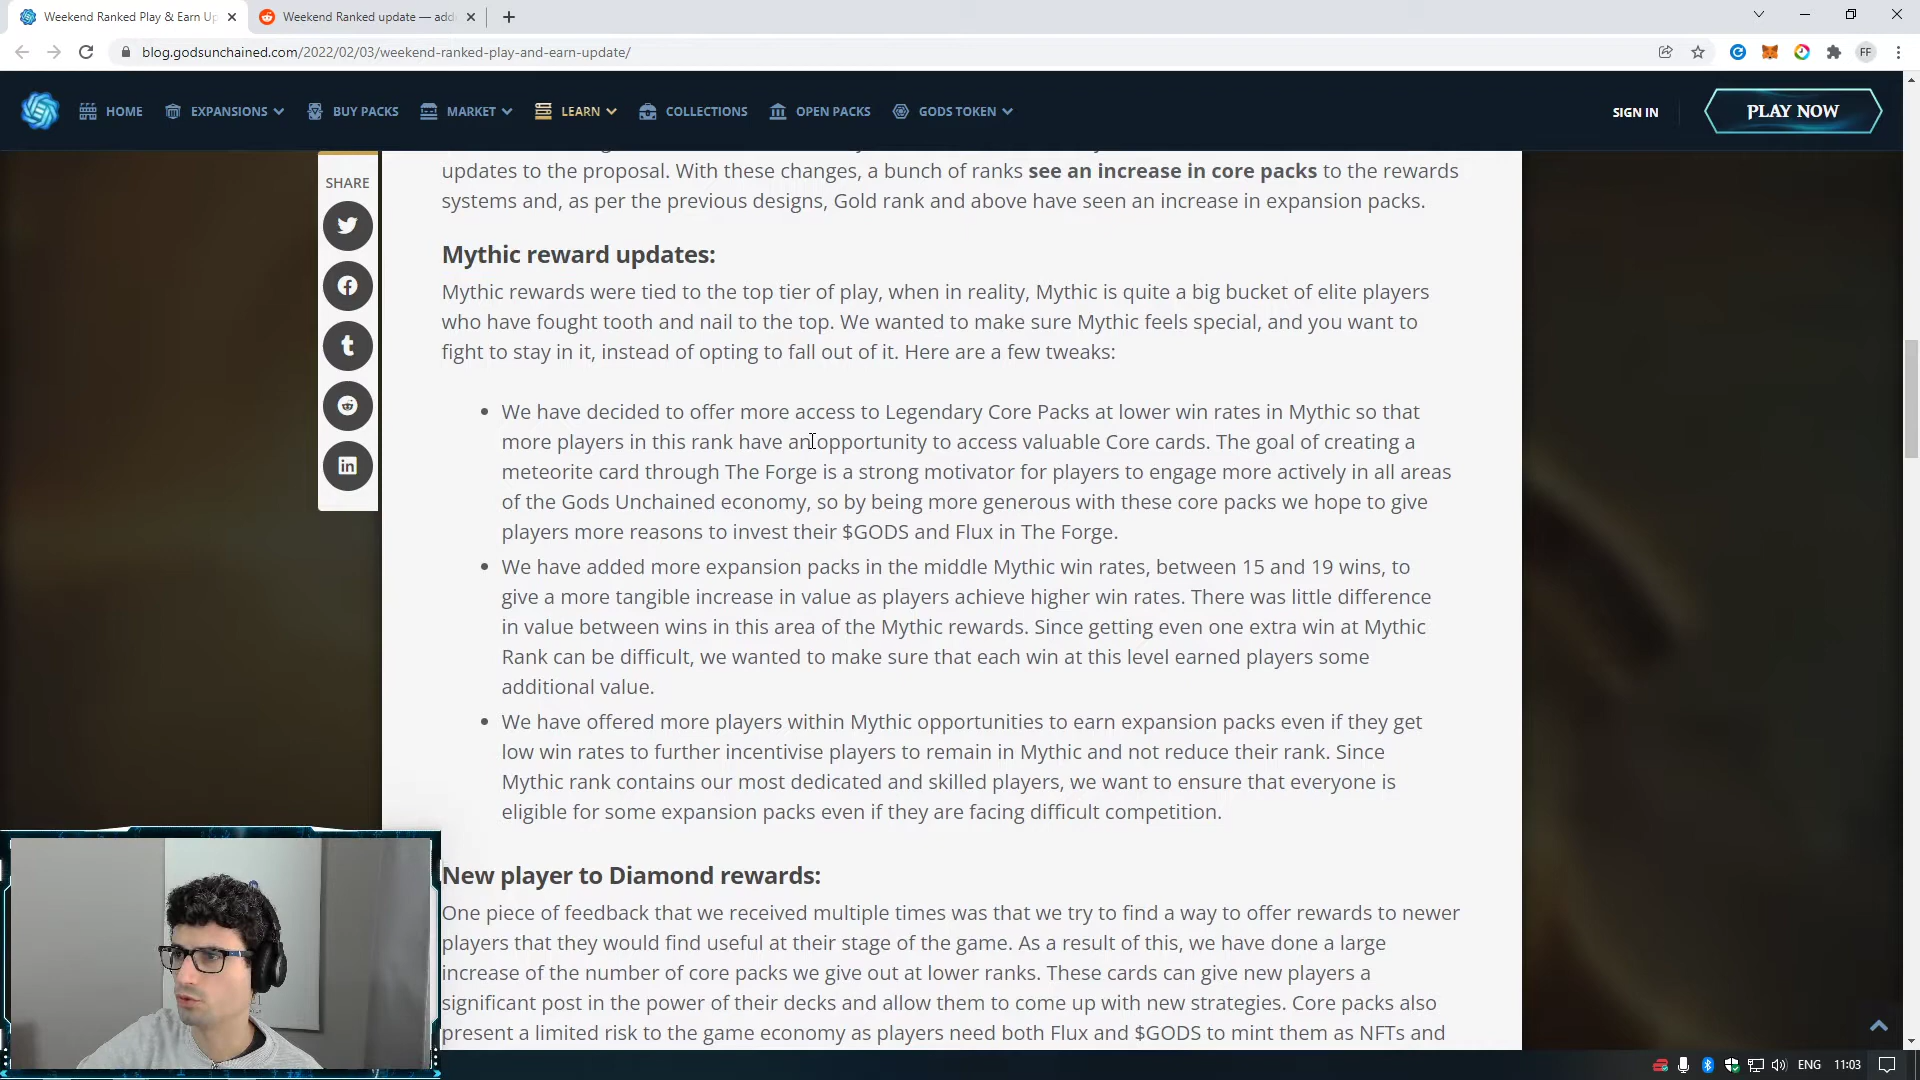 Weekend Ranked Play & Earn Up
Weekend Ranked update — add
blog.godsunchained.com/2022/02/03/weekend-ranked-play-and-earn-update/
FF
HOME
EXPANSIONS
BUY PACKS
MARKET
LEARN
COLLECTIONS
OPEN PACKS
GODS TOKEN
SIGN IN
PLAY NOW
SHARE
updates to the proposal. With these changes, a bunch of ranks see an increase in core packs to the rewards
systems and, as per the previous designs, Gold rank and above have seen an increase in expansion packs.
Mythic reward updates:
Mythic rewards were tied to the top tier of play, when in reality, Mythic is quite a big bucket of elite players
who have fought tooth and nail to the top. We wanted to make sure Mythic feels special, and you want to
fight to stay in it, instead of opting to fall out of it. Here are a few tweaks:
• We have decided to offer more access to Legendary Core Packs at lower win rates in Mythic so that
more players in this rank have an opportunity to access valuable Core cards. The goal of creating a
meteorite card through The Forge is a strong motivator for players to engage more actively in all areas
of the Gods Unchained economy, so by being more generous with these core packs we hope to give
players more reasons to invest their $GODS and Flux in The Forge.
• We have added more expansion packs in the middle Mythic win rates, between 15 and 19 wins, to
give a more tangible increase in value as players achieve higher win rates. There was little difference
in value between wins in this area of the Mythic rewards. Since getting even one extra win at Mythic
Rank can be difficult, we wanted to make sure that each win at this level earned players some
additional value.
• We have offered more players within Mythic opportunities to earn expansion packs even if they get
low win rates to further incentivise players to remain in Mythic and not reduce their rank. Since
Mythic rank contains our most dedicated and skilled players, we want to ensure that everyone is
eligible for some expansion packs even if they are facing difficult competition.
New player to Diamond rewards:
One piece of feedback that we received multiple times was that we try to find a way to offer rewards to newer
players that they would find useful at their stage of the game. As a result of this, we have done a large
increase of the number of core packs we give out at lower ranks. These cards can give new players a
significant post in the power of their decks and allow them to come up with new strategies. Core packs also
present a limited risk to the game economy as players need both Flux and $GODS to mint them as NFTs and
ENG
11:03